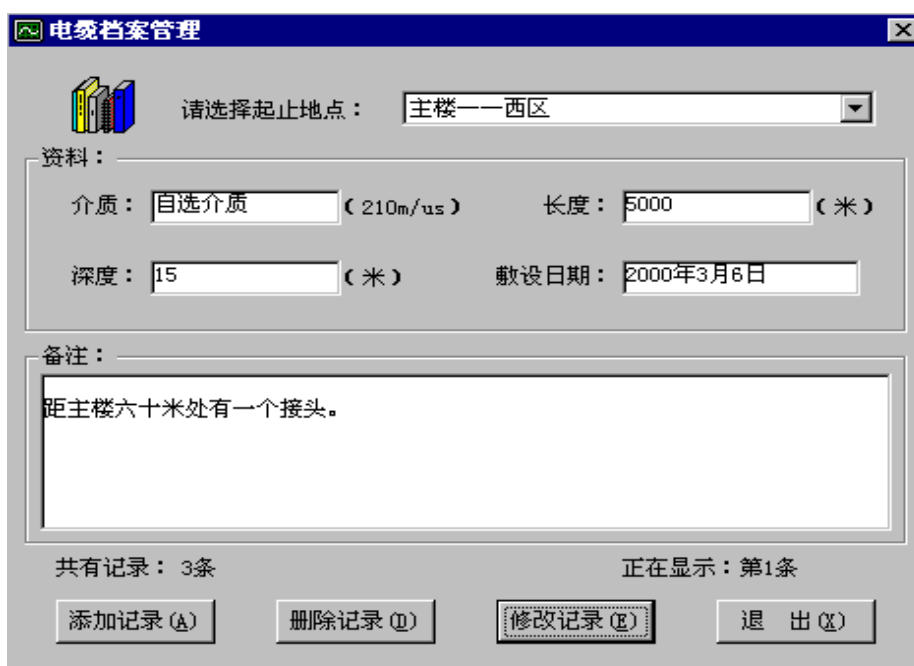 电缆档案管理
请选择起止地点： 主楼一一西区
资料：
介质： 自选介质 （210m/us） 长度： 5000 （米）
深度： 15 （米） 敷设日期： 2000年3月6日
备注：
距主楼六十米处有一个接头。
共有记录： 3条 正在显示：第1条
添加记录(A) 删除记录(D) 修改记录(E) 退 出(X)